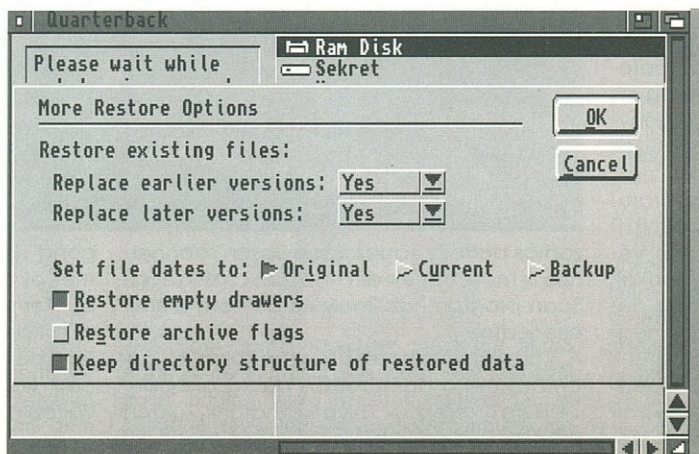 Quarterback
Ram Disk
Please wait while
Sekret
More Restore Options
OK
Restore existing files:
Cancel
Replace earlier versions: Yes
Replace later versions: Yes
Set file dates to: Original Current Backup
Restore empty drawers
Restore archive flags
Keep directory structure of restored data